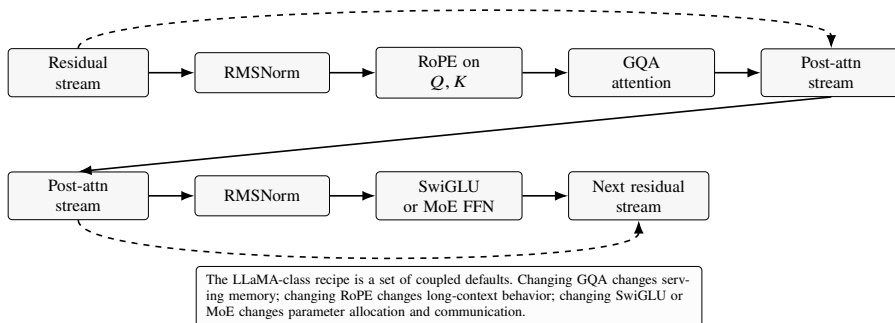 Residual
stream
RMSNorm
RoPE on
Q, K
GQA
attention
Post-attn
stream
Post-attn
stream
RMSNorm
SwiGLU
or MoE FFN
Next residual
stream
The LLaMA-class recipe is a set of coupled defaults. Changing GQA changes serv-
ing memory; changing RoPE changes long-context behavior; changing SwiGLU or
MoE changes parameter allocation and communication.